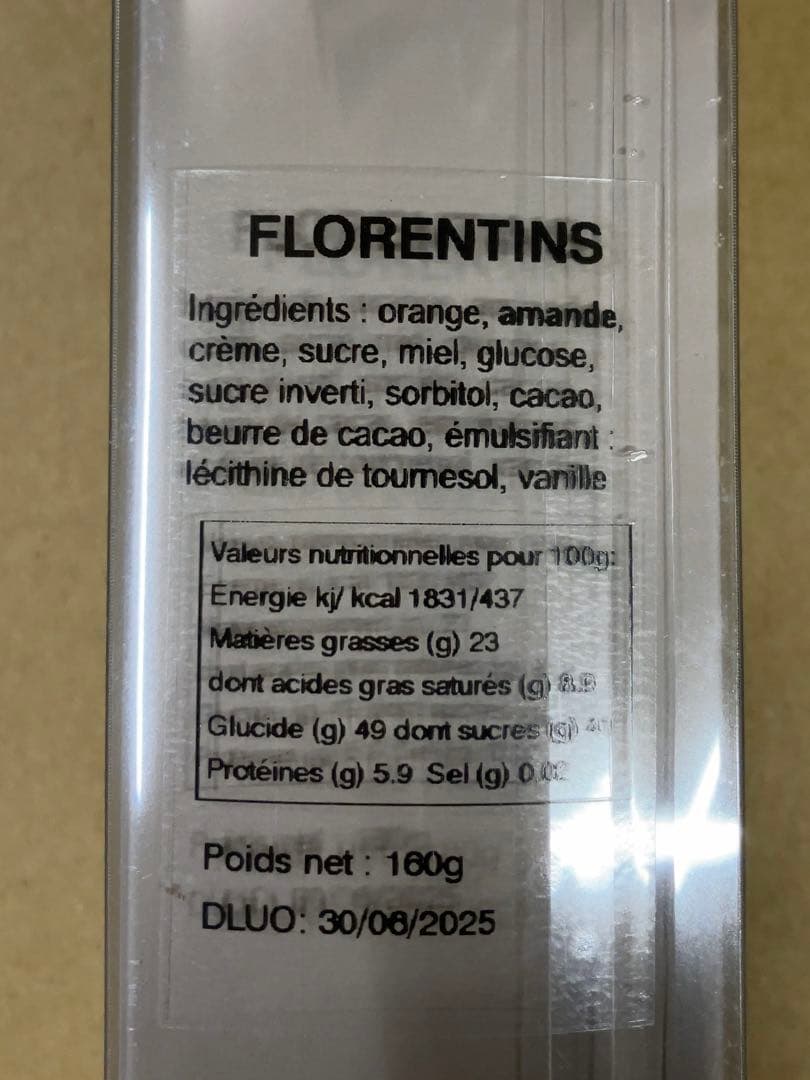 FLORENTINS
Ingrédients : orange, amande,
crème, sucre, miel, glucose,
sucre inverti, sorbitol, cacao,
beurre de cacao, émulsifiant :
lécithine de tournesol, vanille
Valeurs nutritionnelles pour 100g:
Energie kj/ kcal 1831/437
Matières grasses (g) 23
dont acides gras saturés (g)
Glucide (g) 49 dont sucres (g)
Protéines (g) 5.9 Sel (g)
Poids net : 160g
DLUO: 30/06/2025